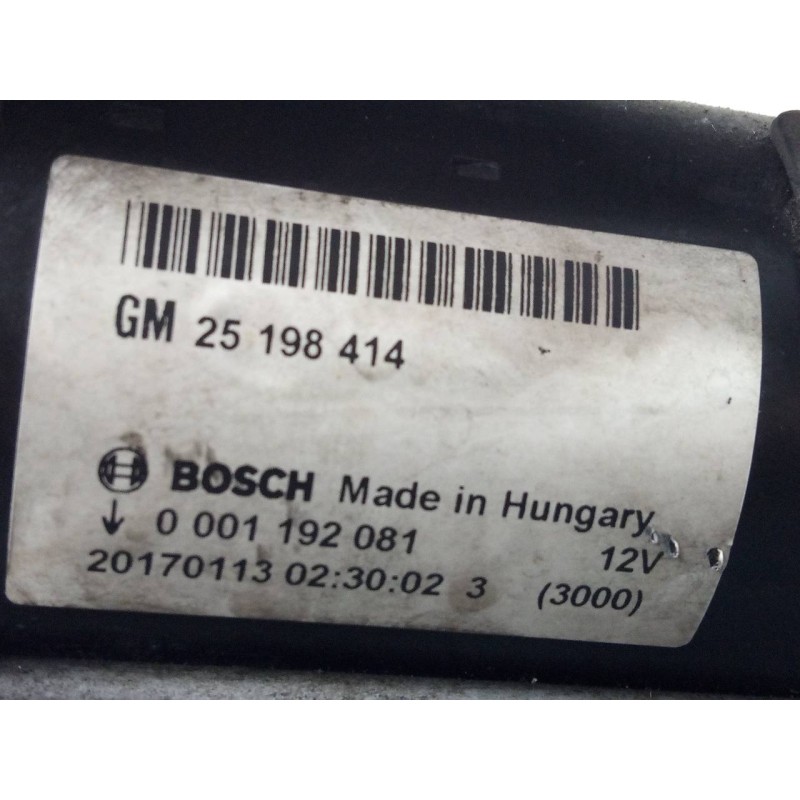 GM 25 198 414
BOSCH Made in Hungary
0 001 192 081 12V
20170113 02:30:02 3 (3000)